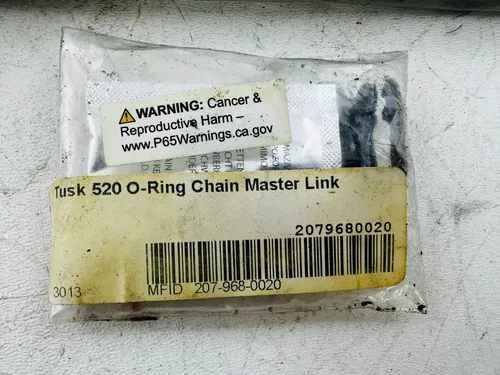 WARNING: Cancer &
Reproductive Harm –
www.P65Warnings.ca.gov
Tusk 520 O-Ring Chain Master Link
2079680020
3013 MFID 207-968-0020